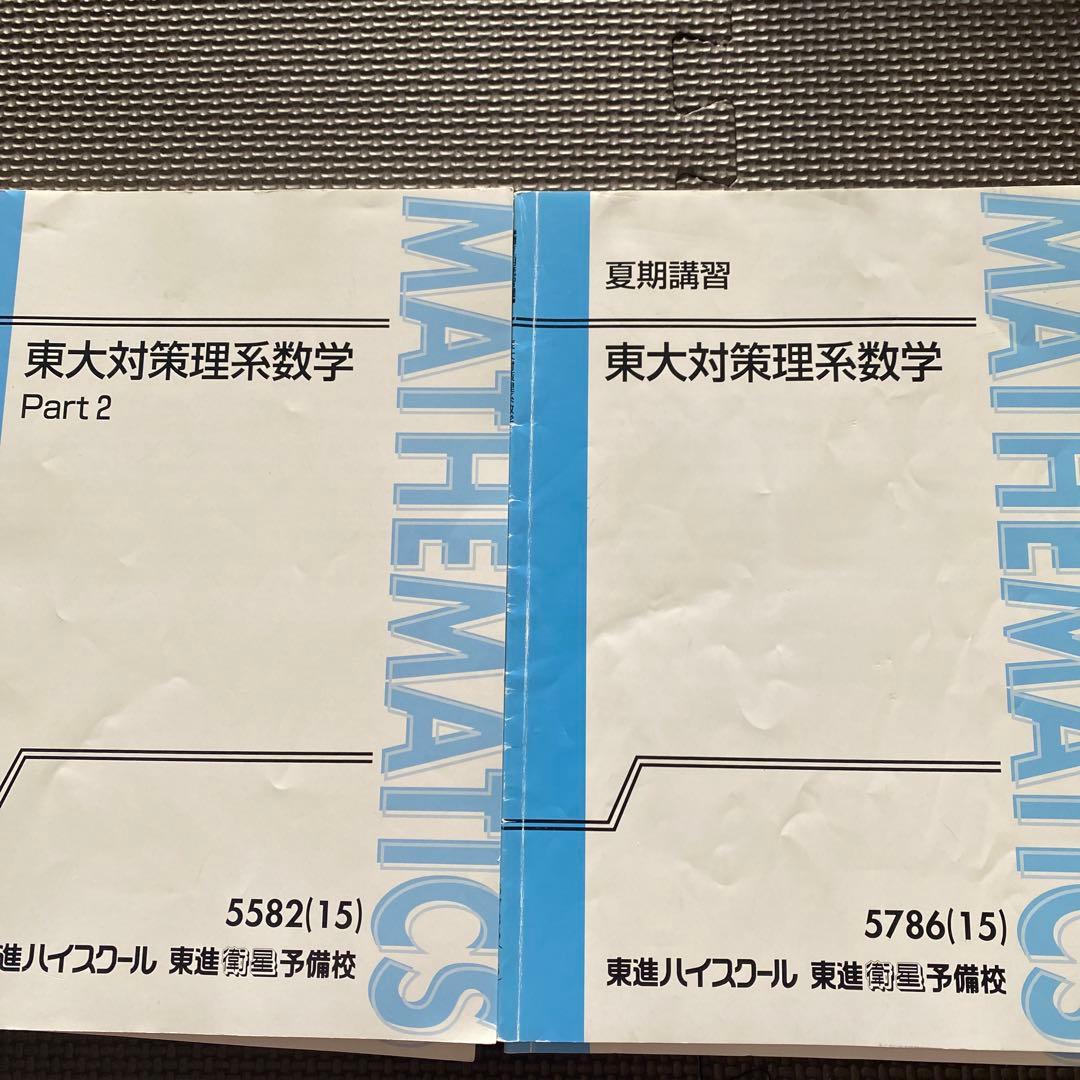 東大対策理系数学
Part 2
5582(15)
進ハイスクール 東進衛星予備校
MATHEMATICS
夏期講習
東大対策理系数学
5786(15)
東進ハイスクール 東進衛星予備校
MATHEMATICS